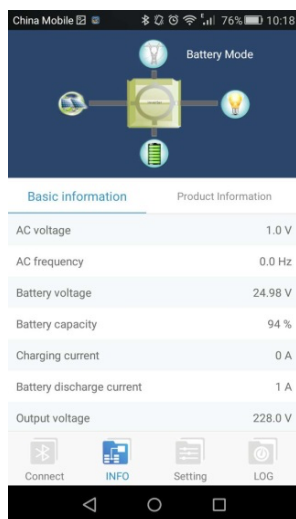 China Mobile 76% 10:18
Battery Mode
Basic information Product Information
AC voltage 1.0 V
AC frequency 0.0 Hz
Battery voltage 24.98 V
Battery capacity 94 %
Charging current 0 A
Battery discharge current 1 A
Output voltage 228.0 V
Connect INFO Setting LOG